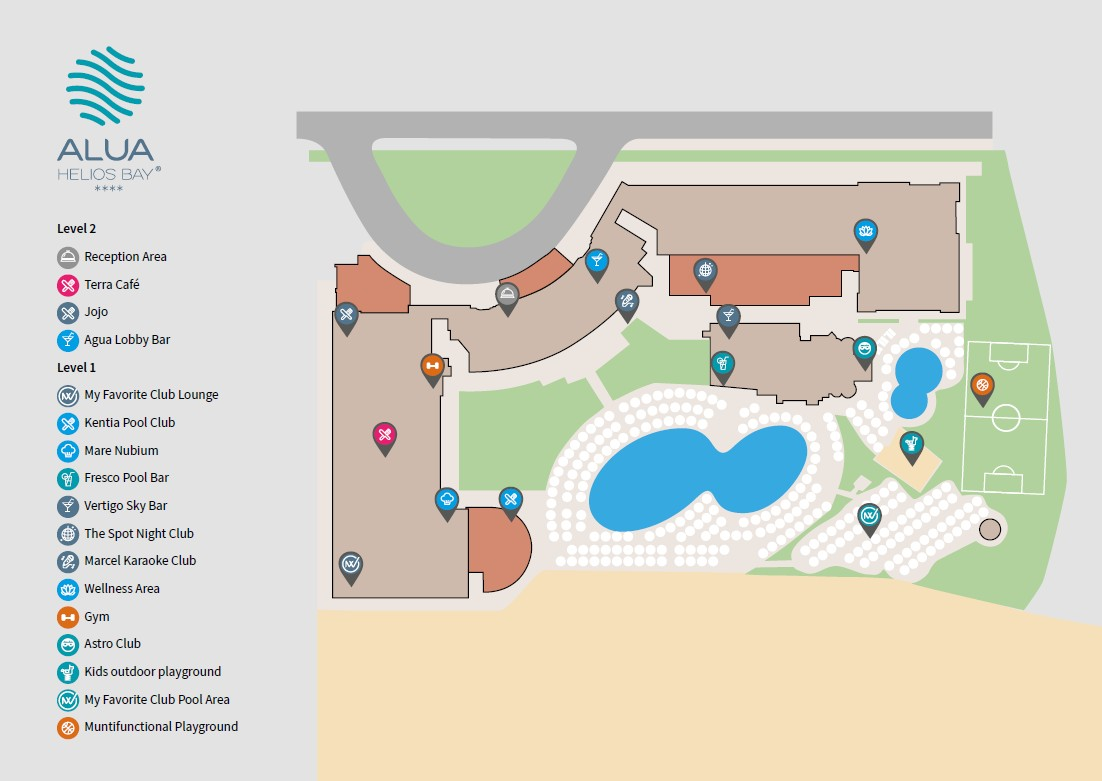 ALUA
HELIOS BAY®
****
Level 2
Reception Area
Terra Café
Jojo
Agua Lobby Bar
Level 1
My Favorite Club Lounge
Kentia Pool Club
Mare Nubium
Fresco Pool Bar
Vertigo Sky Bar
The Spot Night Club
Marcel Karaoke Club
Wellness Area
Gym
Astro Club
Kids outdoor playground
My Favorite Club Pool Area
Muntifunctional Playground